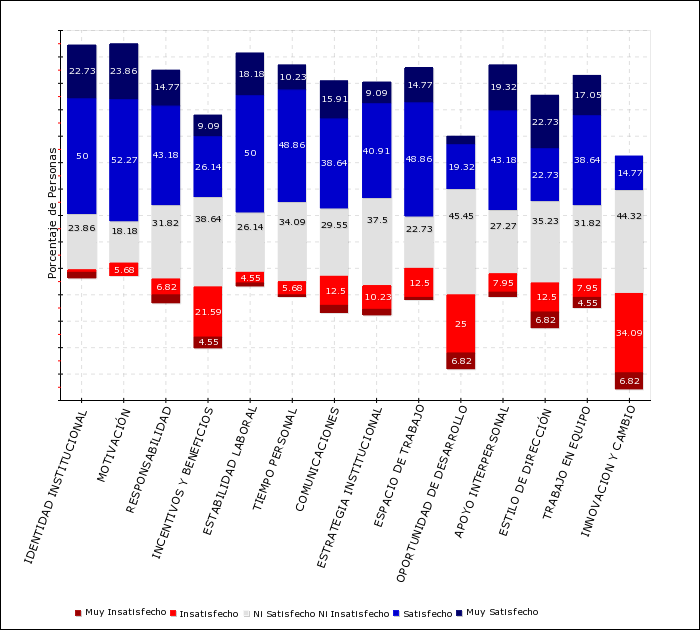 Porcentaje de Personas
22.73 23.86 14.77 9.09 18.18 10.23 15.91 9.09 14.77 19.32 22.73 17.05
50 52.27 43.18 26.14 50 48.86 38.64 40.91 48.86 19.32 43.18 22.73 38.64 14.77
23.86 18.18 31.82 38.64 26.14 34.09 29.55 37.5 22.73 45.45 27.27 35.23 31.82 44.32
5.68 6.82 21.59 4.55 5.68 12.5 10.23 12.5 25 7.95 12.5 7.95 34.09
4.55 6.82 6.82 4.55 6.82
IDENTIDAD INSTITUCIONAL
MOTIVACIÓN
RESPONSABILIDAD
INCENTIVOS Y BENEFICIOS
ESTABILIDAD LABORAL
TIEMPO PERSONAL
COMUNICACIONES
ESTRATEGIA INSTITUCIONAL
ESPACIO DE TRABAJO
OPORTUNIDAD DE DESARROLLO
APOYO INTERPERSONAL
ESTILO DE DIRECCIÓN
TRABAJO EN EQUIPO
INNOVACION Y CAMBIO
Muy Insatisfecho Insatisfecho Ni Satisfecho Ni Insatisfecho Satisfecho Muy Satisfecho